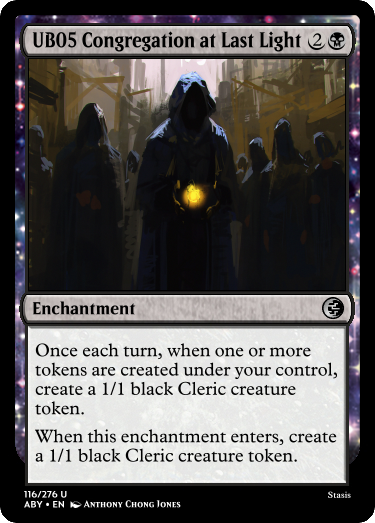 UB05 Congregation at Last Light 2
Enchantment
Once each turn, when one or more
tokens are created under your control,
create a 1/1 black Cleric creature
token.
When this enchantment enters, create
a 1/1 black Cleric creature token.
116/276 U
Stasis
ABY • EN Anthony Chong Jones